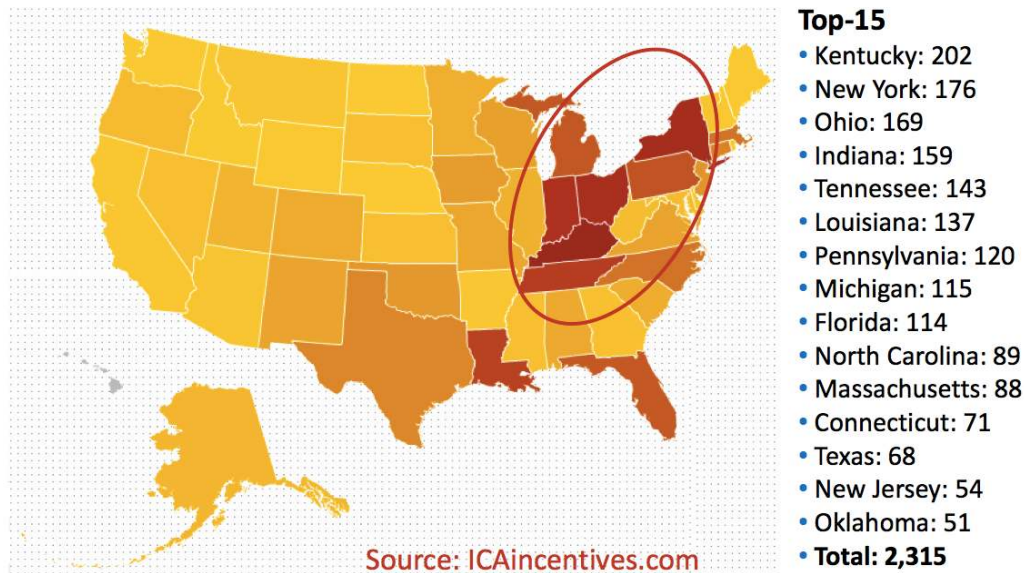 Top-15
• Kentucky: 202
• New York: 176
• Ohio: 169
• Indiana: 159
• Tennessee: 143
• Louisiana: 137
• Pennsylvania: 120
• Michigan: 115
• Florida: 114
• North Carolina: 89
• Massachusetts: 88
• Connecticut: 71
• Texas: 68
• New Jersey: 54
• Oklahoma: 51
• Total: 2,315
Source: ICAincentives.com